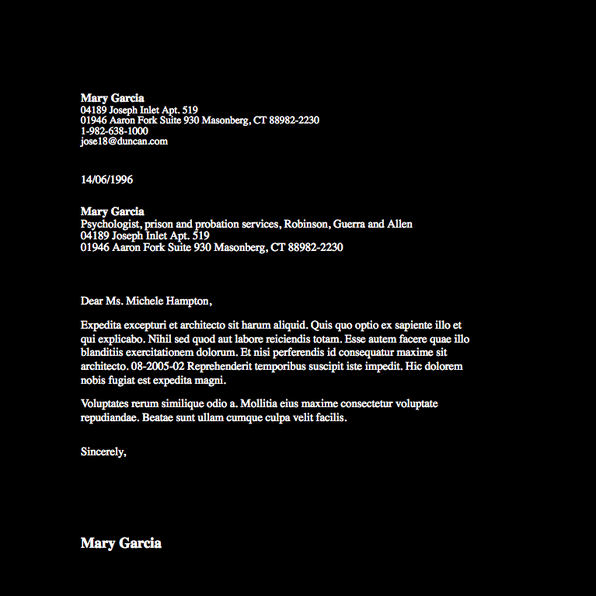 Mary Garcia
04189 Joseph Inlet Apt. 519
01946 Aaron Fork Suite 930 Masonberg, CT 88982-2230
1-982-638-1000
jose18@duncan.com
14/06/1996
Mary Garcia
Psychologist, prison and probation services, Robinson, Guerra and Allen
04189 Joseph Inlet Apt. 519
01946 Aaron Fork Suite 930 Masonberg, CT 88982-2230
Dear Ms. Michele Hampton,
Expedita excepturi et architecto sit harum aliquid. Quis quo optio ex sapiente illo et
qui explicabo. Nihil sed quod aut labore reiciendis totam. Esse autem facere quae illo
blanditiis exercitationem dolorum. Et nisi perferendis id consequatur maxime sit
architecto. 08-2005-02 Reprehenderit temporibus suscipit iste impedit. Hic dolorem
nobis fugiat est expedita magni.
Voluptates rerum similique odio a. Mollitia eius maxime consectetur voluptate
repudiandae. Beatae sunt ullam cumque culpa velit facilis.
Sincerely,
Mary Garcia